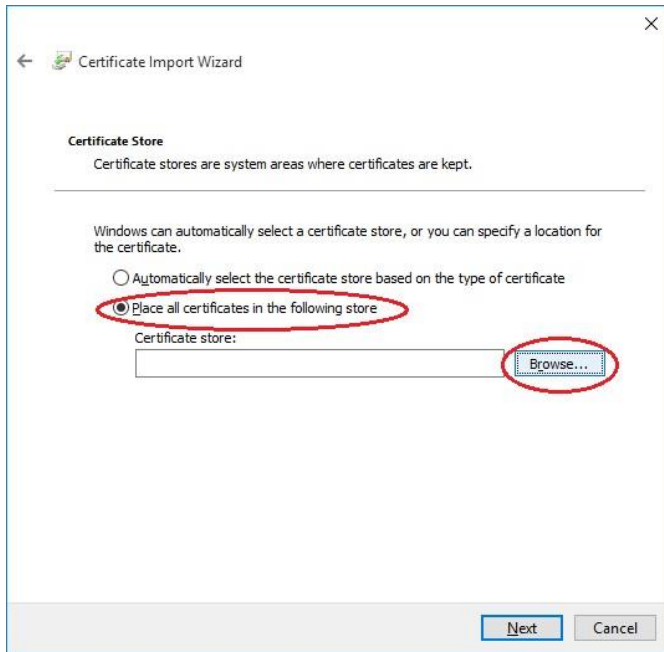 Certificate Import Wizard
Certificate Store
Certificate stores are system areas where certificates are kept.
Windows can automatically select a certificate store, or you can specify a location for
the certificate.
Automatically select the certificate store based on the type of certificate
Place all certificates in the following store
Certificate store:
Browse...
Next
Cancel